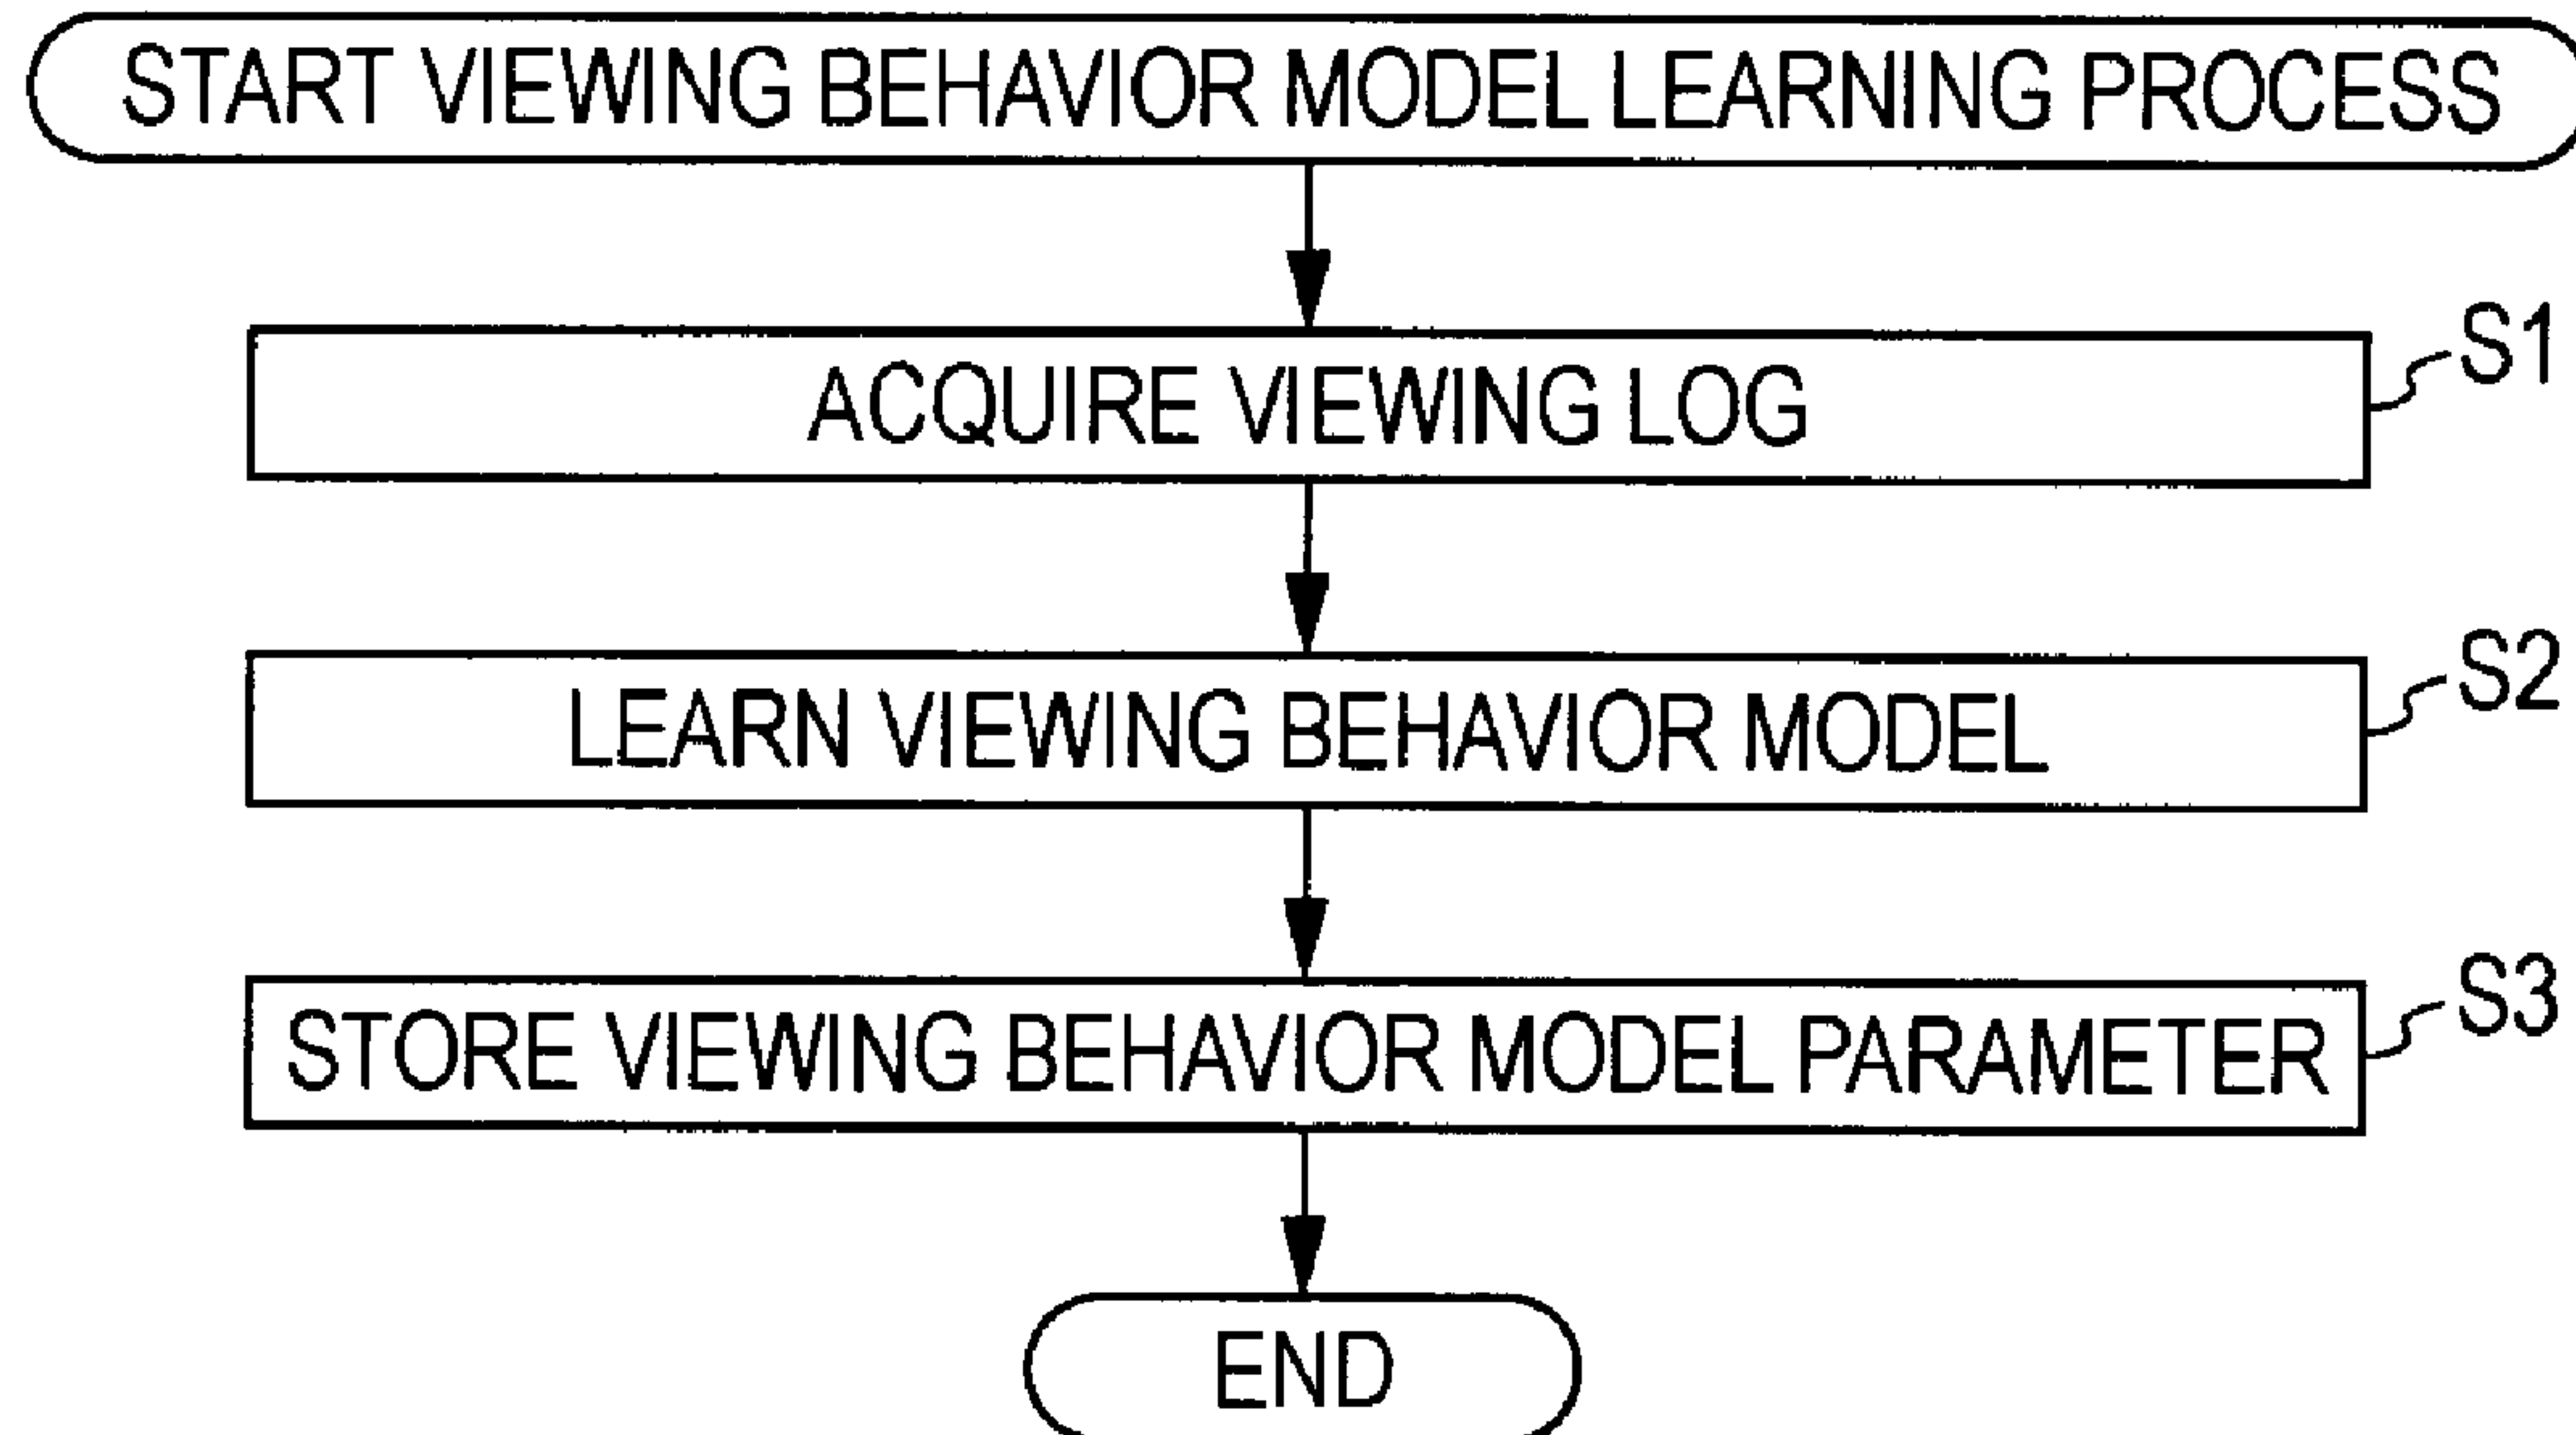 START VIEWING BEHAVIOR MODEL LEARNING PROCESS
ACQUIRE VIEWING LOG
S1
LEARN VIEWING BEHAVIOR MODEL
S2
STORE VIEWING BEHAVIOR MODEL PARAMETER
S3
END